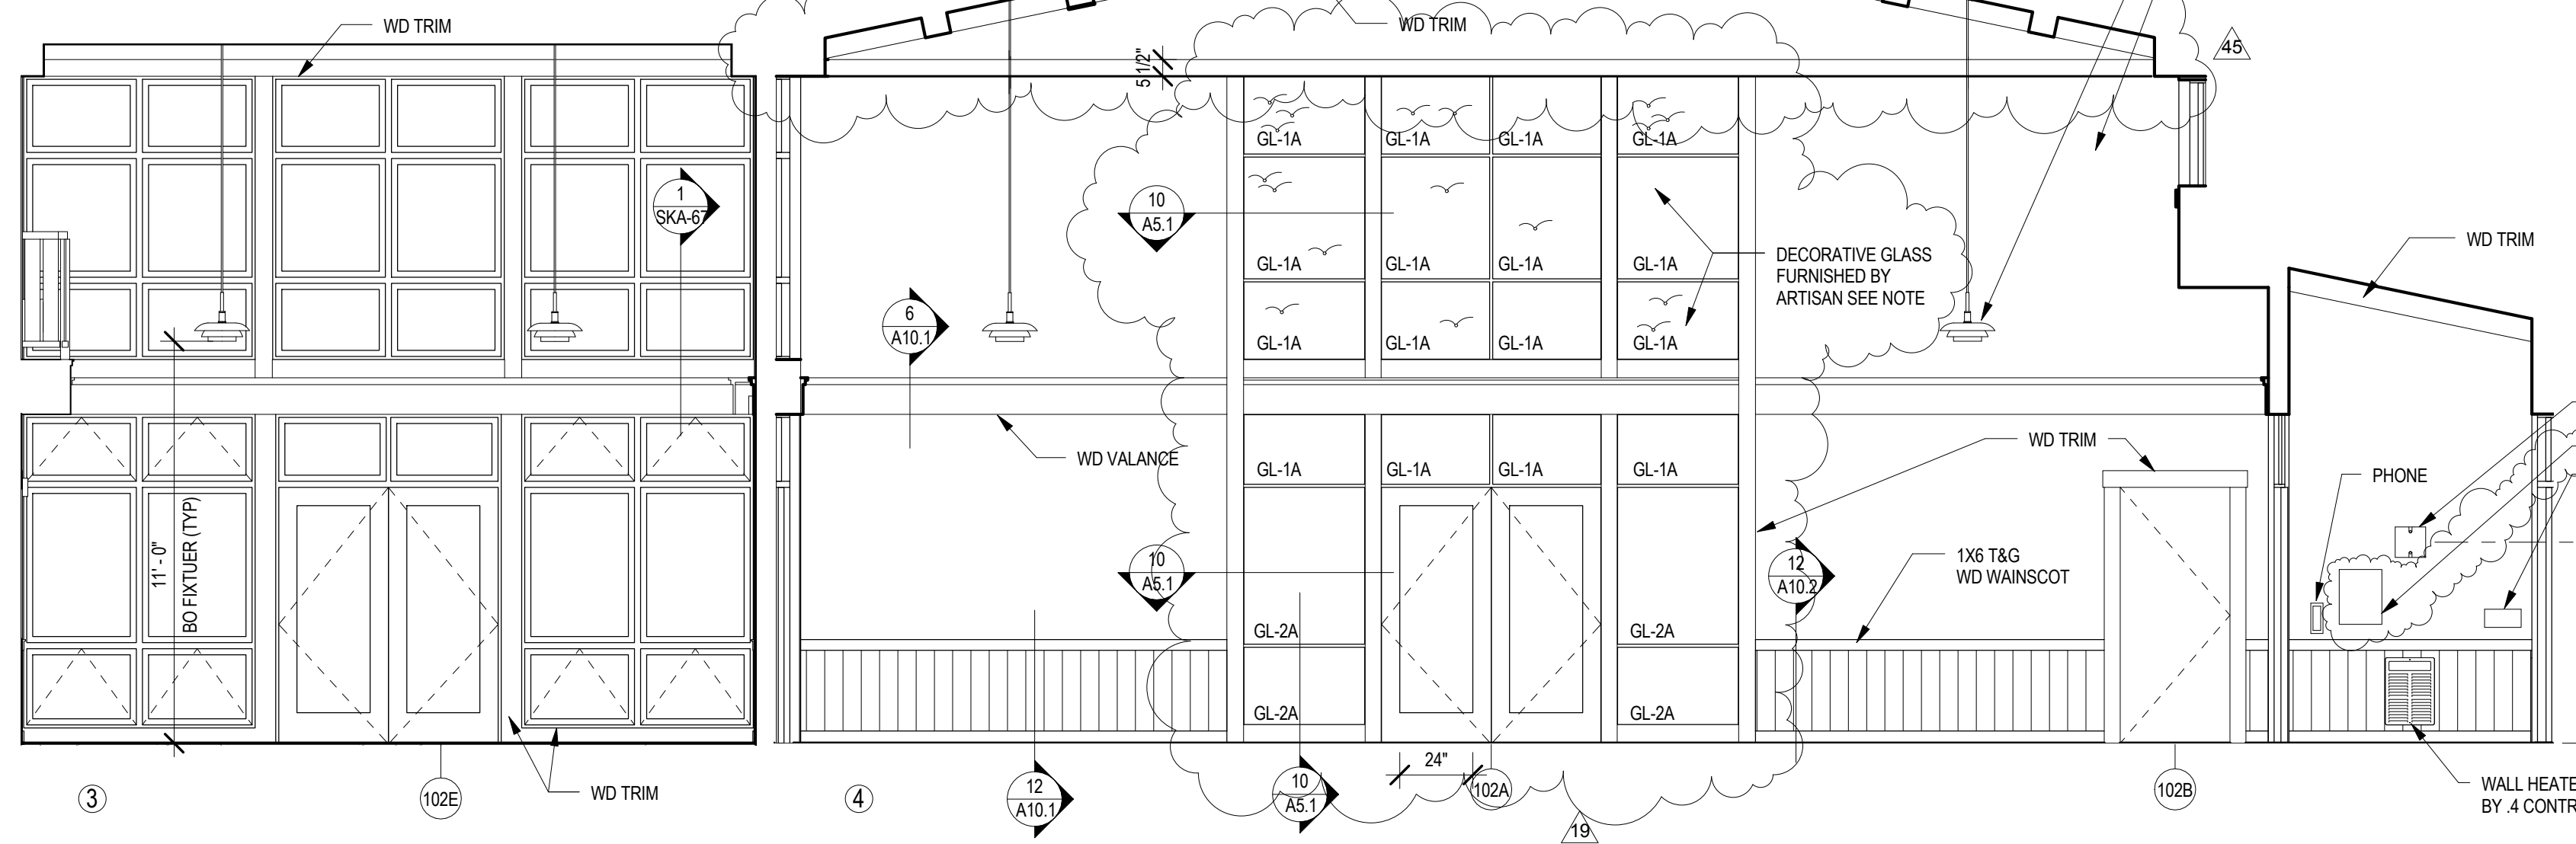 WD TRIM
WD TRIM
45
5 1/2"
GL-1A GL-1A GL-1A GL-1A
1
SKA-67
10
A5.1
WD TRIM
DECORATIVE GLASS
FURNISHED BY
ARTISAN SEE NOTE
GL-1A GL-1A GL-1A GL-1A
6
A10.1
GL-1A GL-1A GL-1A GL-1A
WD TRIM
WD VALANCE
GL-1A GL-1A GL-1A GL-1A
PHONE
11' - 0"
BO FIXTUER (TYP)
10
A5.1
12
A10.2
1X6 T&G
WD WAINSCOT
GL-2A GL-2A
GL-2A GL-2A
24"
3
102E
WD TRIM
4
12
A10.1
10
A5.1
102A
19
102B
WALL HEATE
BY .4 CONTR